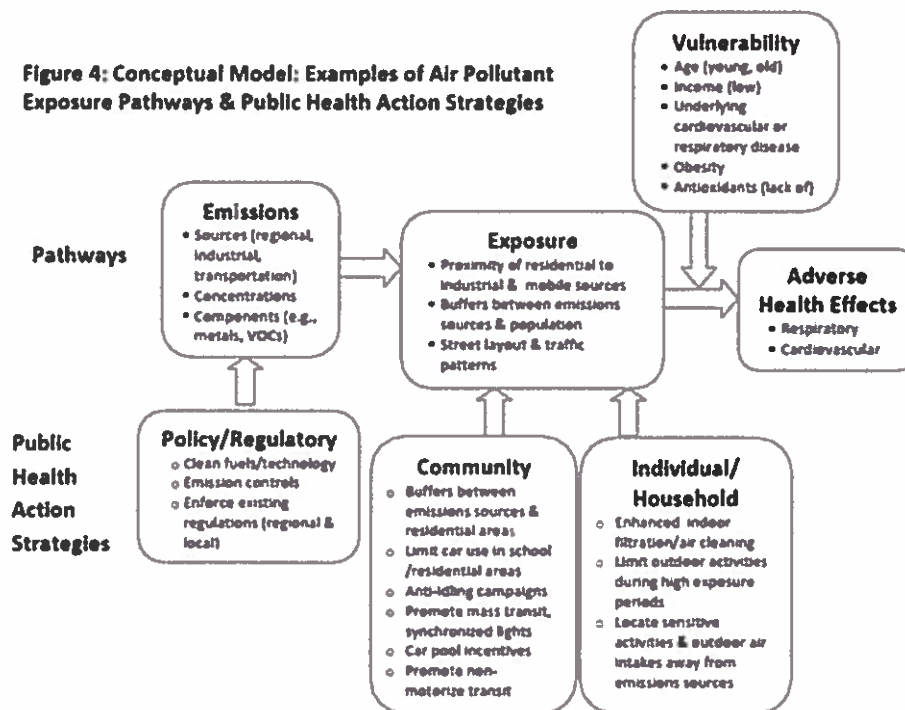 Figure 4: Conceptual Model: Examples of Air Pollutant
Exposure Pathways & Public Health Action Strategies
Vulnerability
• Age (young, old)
• Income (low)
• Underlying
cardiovascular or
respiratory disease
• Obesity
• Antioxidants (lack of)
Pathways
Emissions
• Sources (regional,
industrial,
transportation)
• Concentrations
• Components (e.g.,
metals, VOCs)
Exposure
• Proximity of residential to
industrial & mobile sources
• Buffers between emissions
sources & population
• Street layout & traffic
patterns
Adverse
Health Effects
• Respiratory
• Cardiovascular
Public
Health
Action
Strategies
Policy/Regulatory
o Clean fuels/technology
o Emission controls
o Enforce existing
regulations (regional &
local)
Community
o Buffers between
emissions sources &
residential areas
o Limit car use in school
/residential areas
o Anti-idling campaigns
o Promote mass transit,
synchronized lights
o Car pool incentives
o Promote non-
motorize transit
Individual/
Household
o Enhanced indoor
filtration/air cleaning
o Limit outdoor activities
during high exposure
periods
o Locate sensitive
activities & outdoor air
intakes away from
emissions sources